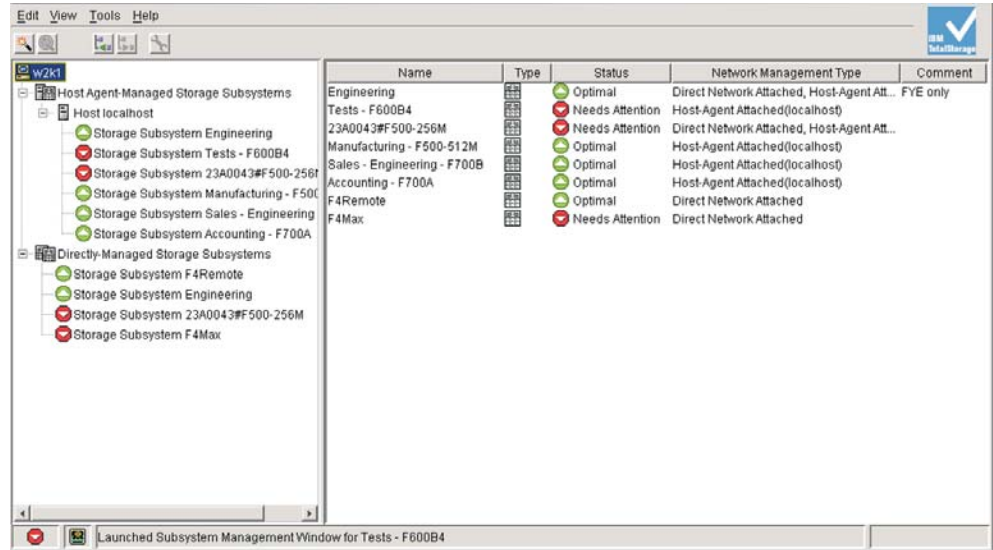 Edit View Tools Help
IBM
TotalStorage
w2k1
Host Agent-Managed Storage Subsystems
Host localhost
Storage Subsystem Engineering
Storage Subsystem Tests - F600B4
Storage Subsystem 23A0043#F500-256M
Storage Subsystem Manufacturing - F500
Storage Subsystem Sales - Engineering
Storage Subsystem Accounting - F700A
Directly-Managed Storage Subsystems
Storage Subsystem F4Remote
Storage Subsystem Engineering
Storage Subsystem 23A0043#F500-256M
Storage Subsystem F4Max
Name Type Status Network Management Type Comment
Engineering Optimal Direct Network Attached, Host-Agent Att... FYE only
Tests - F600B4 Needs Attention Host-Agent Attached(localhost)
23A0043#F500-256M Needs Attention Direct Network Attached, Host-Agent Att...
Manufacturing - F500-512M Optimal Host-Agent Attached(localhost)
Sales - Engineering - F700B Optimal Host-Agent Attached(localhost)
Accounting - F700A Optimal Host-Agent Attached(localhost)
F4Remote Optimal Direct Network Attached
F4Max Needs Attention Direct Network Attached
Launched Subsystem Management Window for Tests - F600B4